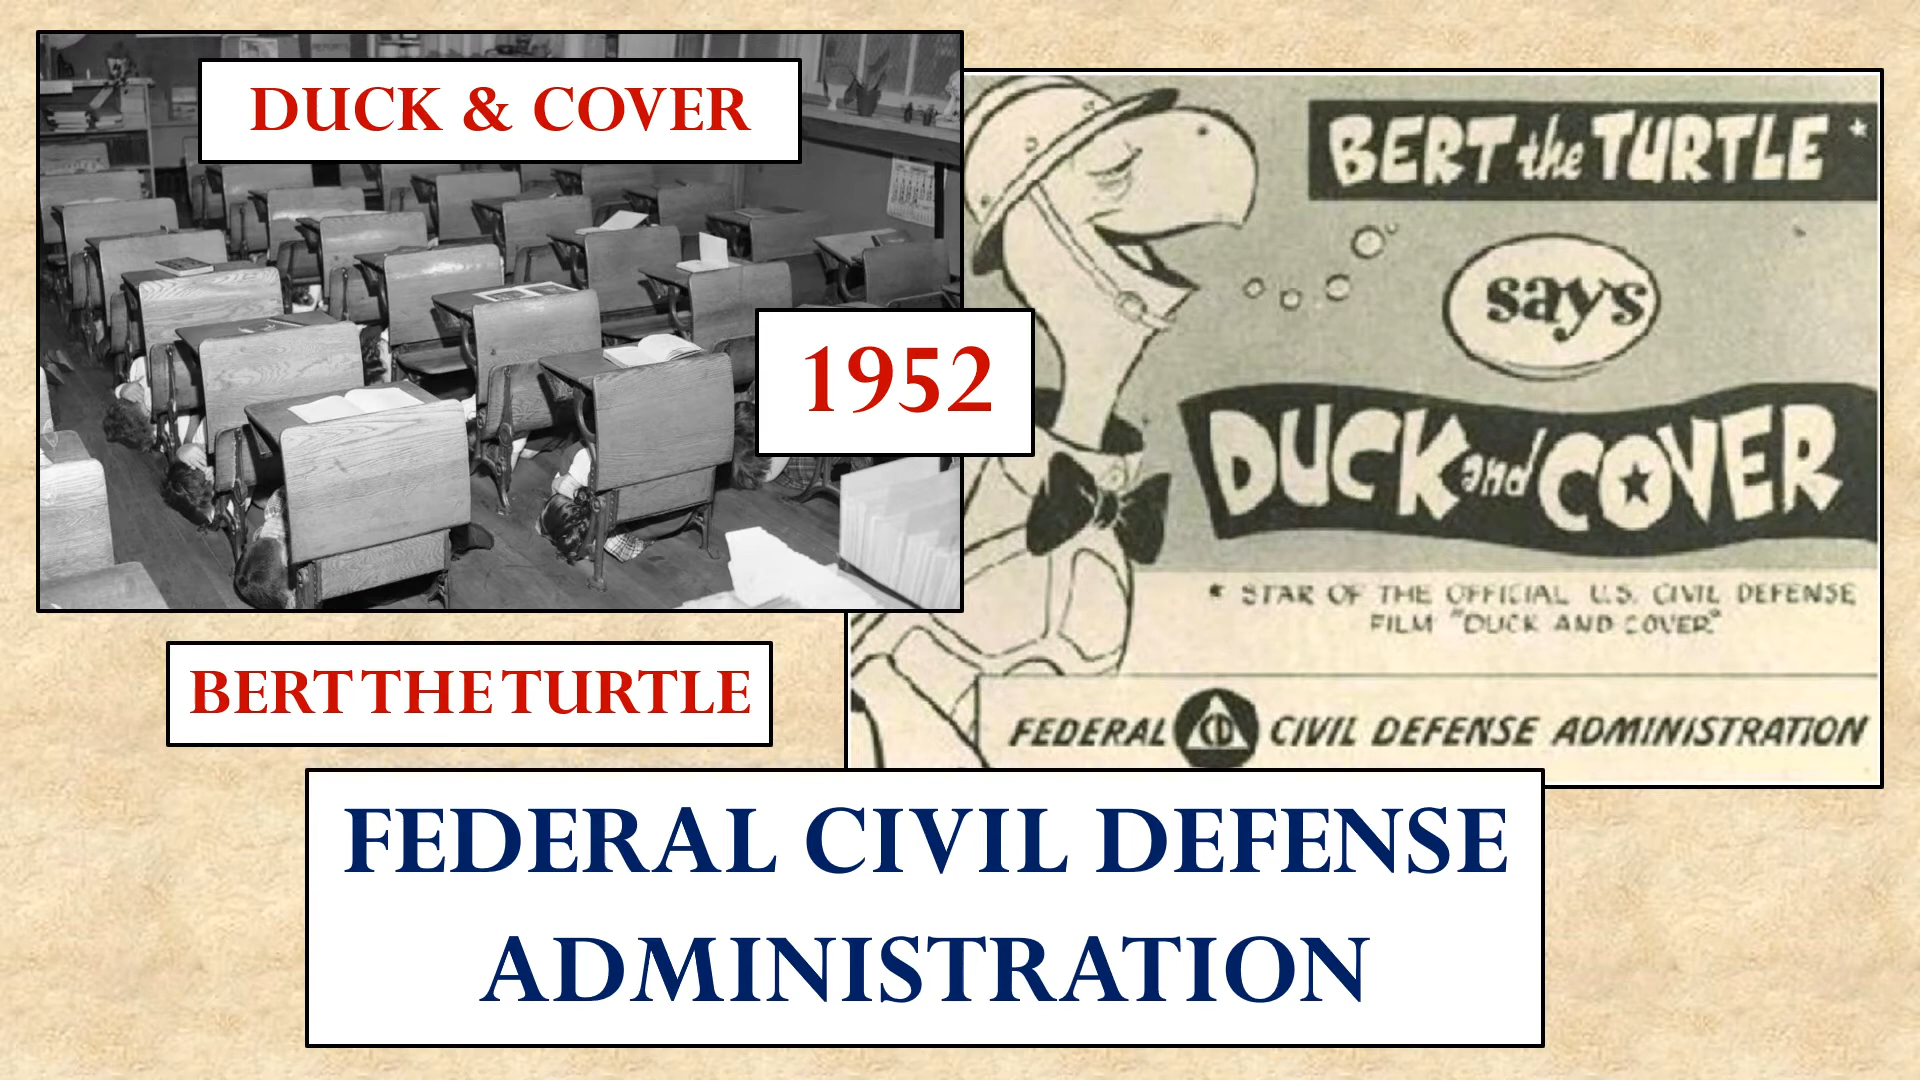 DUCK & COVER
BERT the TURTLE *
says
1952
DUCK and COVER
* STAR OF THE OFFICIAL U.S. CIVIL DEFENSE
FILM "DUCK AND COVER"
BERT THE TURTLE
FEDERAL CD CIVIL DEFENSE ADMINISTRATION
FEDERAL CIVIL DEFENSE
ADMINISTRATION